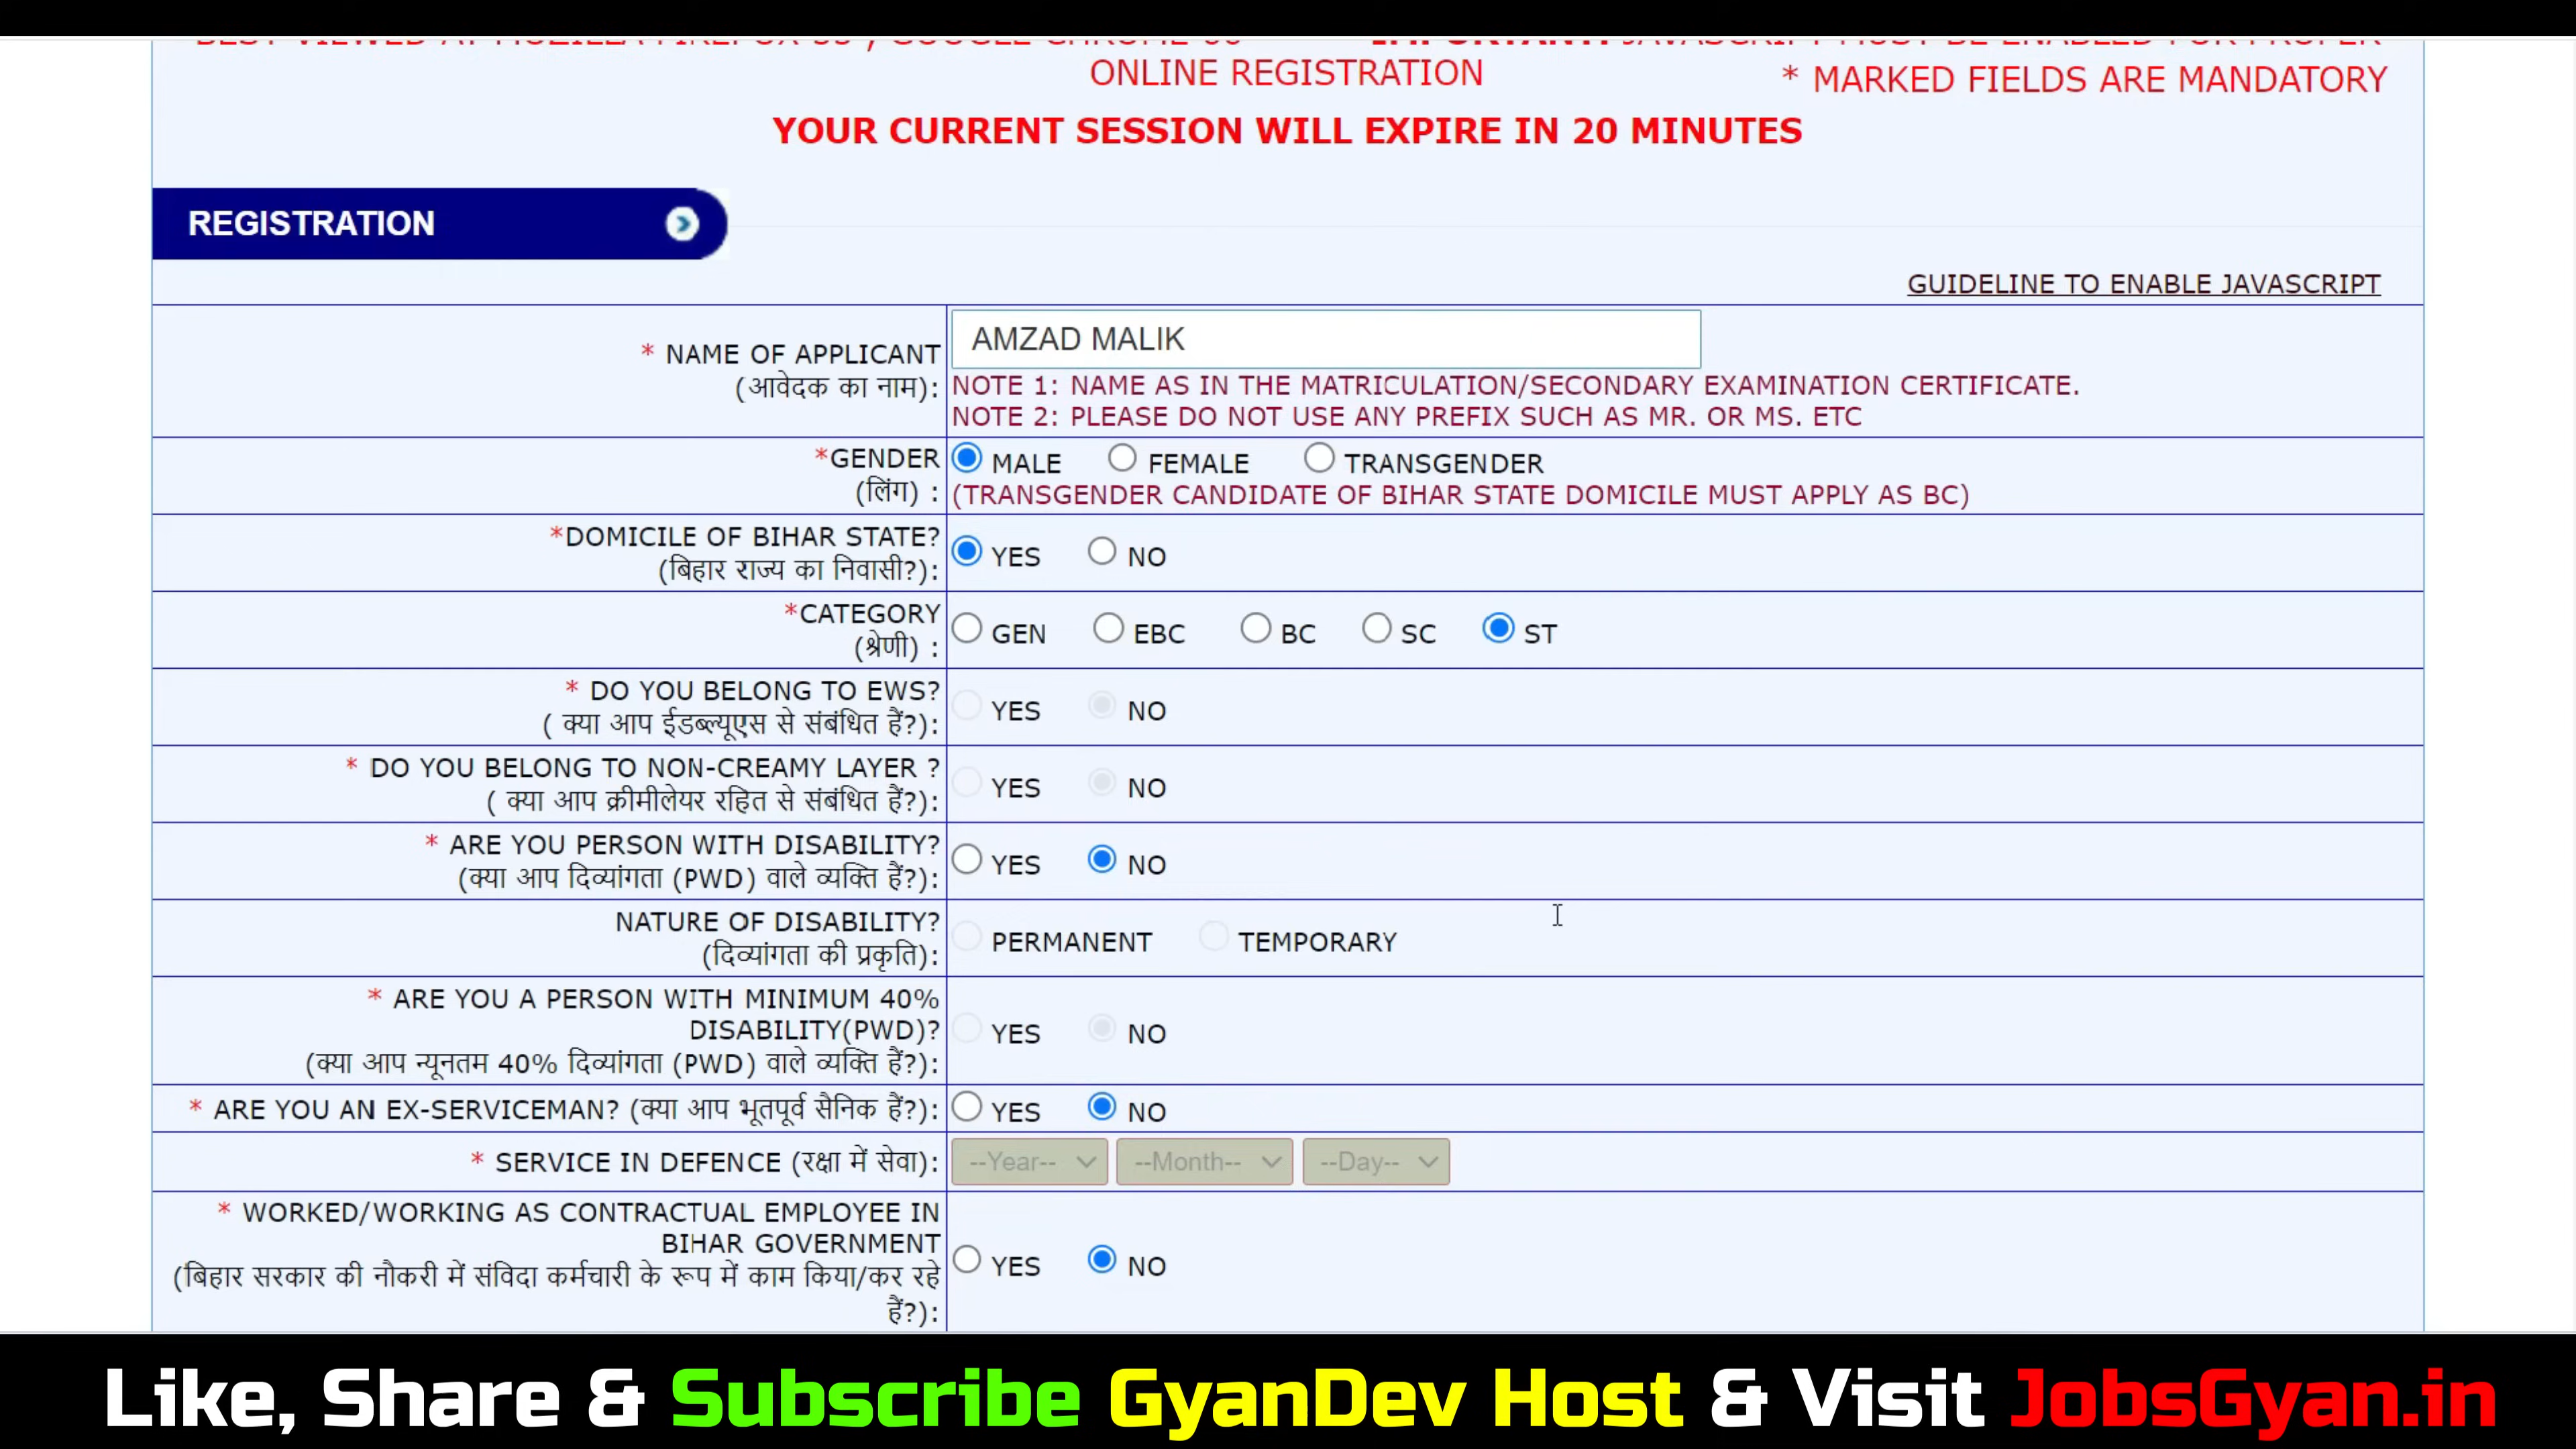 ONLINE REGISTRATION
* MARKED FIELDS ARE MANDATORY
YOUR CURRENT SESSION WILL EXPIRE IN 20 MINUTES
REGISTRATION
GUIDELINE TO ENABLE JAVASCRIPT
* NAME OF APPLICANT
(आवेदक का नाम):
AMZAD MALIK
NOTE 1: NAME AS IN THE MATRICULATION/SECONDARY EXAMINATION CERTIFICATE.
NOTE 2: PLEASE DO NOT USE ANY PREFIX SUCH AS MR. OR MS. ETC
*GENDER
(लिंग) :
MALE FEMALE TRANSGENDER
(TRANSGENDER CANDIDATE OF BIHAR STATE DOMICILE MUST APPLY AS BC)
*DOMICILE OF BIHAR STATE?
(बिहार राज्य का निवासी?):
YES NO
*CATEGORY
(श्रेणी) :
GEN EBC BC SC ST
* DO YOU BELONG TO EWS?
( क्या आप ईडब्ल्यूएस से संबंधित हैं?):
YES NO
* DO YOU BELONG TO NON-CREAMY LAYER ?
( क्या आप क्रीमीलेयर रहित से संबंधित हैं?):
YES NO
* ARE YOU PERSON WITH DISABILITY?
(क्या आप दिव्यांगता (PWD) वाले व्यक्ति हैं?):
YES NO
NATURE OF DISABILITY?
(दिव्यांगता की प्रकृति):
PERMANENT TEMPORARY
* ARE YOU A PERSON WITH MINIMUM 40%
DISABILITY(PWD)?
(क्या आप न्यूनतम 40% दिव्यांगता (PWD) वाले व्यक्ति हैं?):
YES NO
* ARE YOU AN EX-SERVICEMAN? (क्या आप भूतपूर्व सैनिक हैं?):
YES NO
* SERVICE IN DEFENCE (रक्षा में सेवा):
--Year-- --Month-- --Day--
* WORKED/WORKING AS CONTRACTUAL EMPLOYEE IN
BIHAR GOVERNMENT
(बिहार सरकार की नौकरी में संविदा कर्मचारी के रूप में काम किया/कर रहे
हैं?):
YES NO
Like, Share & Subscribe GyanDev Host & Visit JobsGyan.in